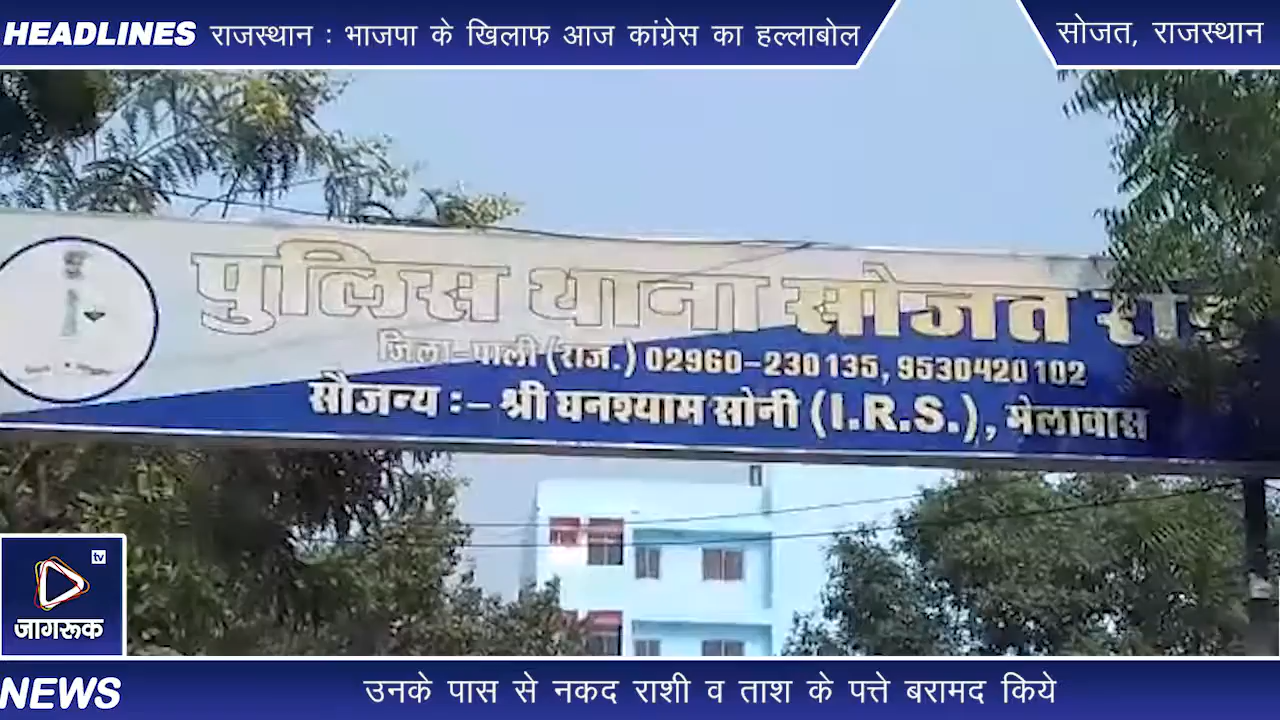 HEADLINES राजस्थान : भाजपा के खिलाफ आज कांग्रेस का हल्लाबोल
सोजत, राजस्थान
पुलिस थाना सोजत
जिला-पाली (राज.) 02960-230135, 9530420102
सौजन्य :- श्री घनश्याम सोनी (I.R.S.), मेलावास
tv
जागरूक
NEWS उनके पास से नकद राशी व ताश के पत्ते बरामद किये